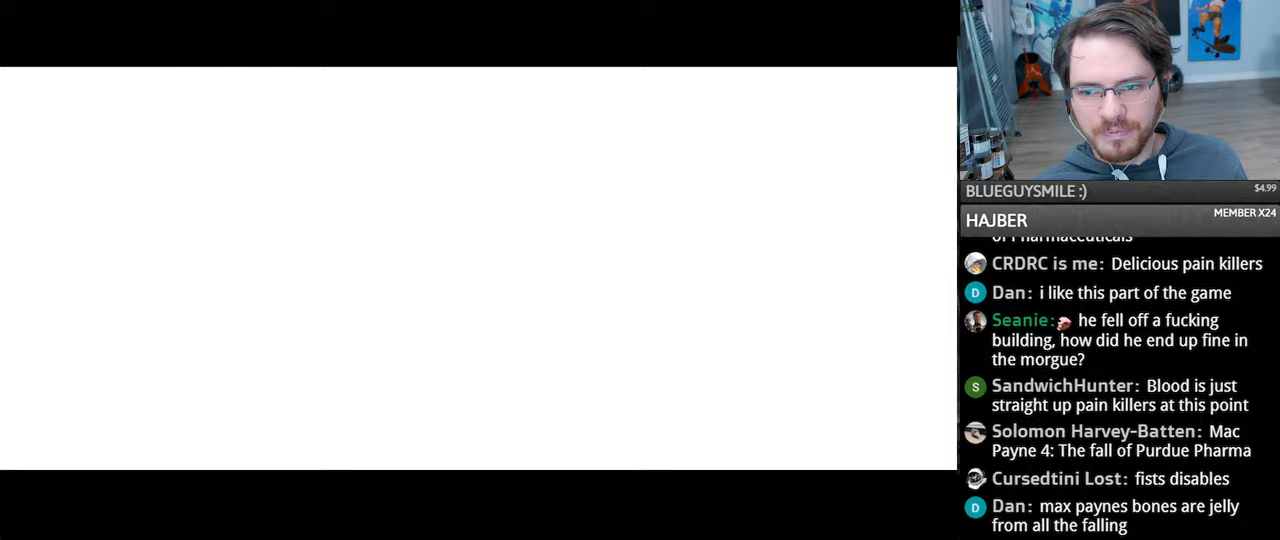 BLUEGUYSMILE :)
$4.99
HAJBER
MEMBER X24
of Pharmaceuticals
CRDRC is me: Delicious pain killers
D Dan: i like this part of the game
Seanie: he fell off a fucking
building, how did he end up fine in
the morgue?
S SandwichHunter: Blood is just
straight up pain killers at this point
Solomon Harvey-Batten: Mac
Payne 4: The fall of Purdue Pharma
Cursedtini Lost: fists disables
D Dan: max paynes bones are jelly
from all the falling